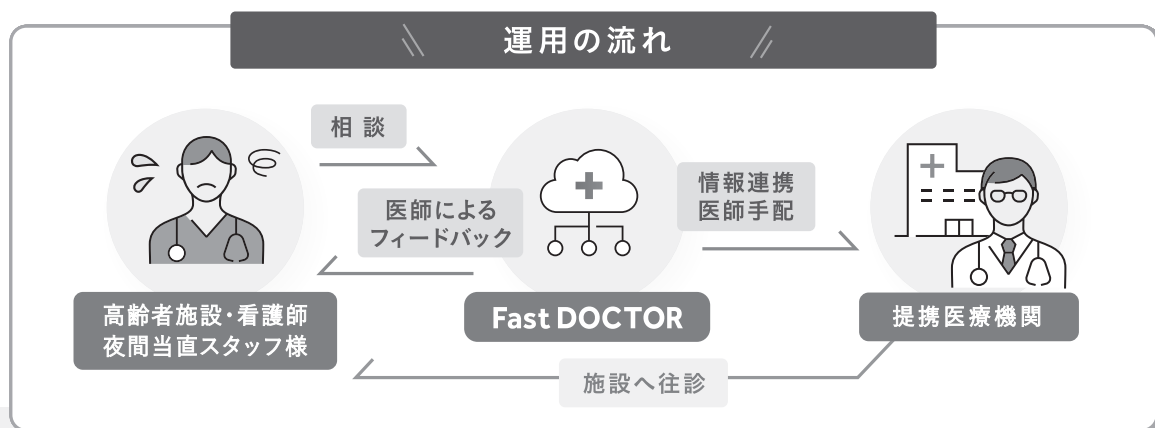 運用の流れ
相談
医師による
フィードバック
情報連携
医師手配
高齢者施設・看護師
夜間当直スタッフ様
Fast DOCTOR
提携医療機関
施設へ往診